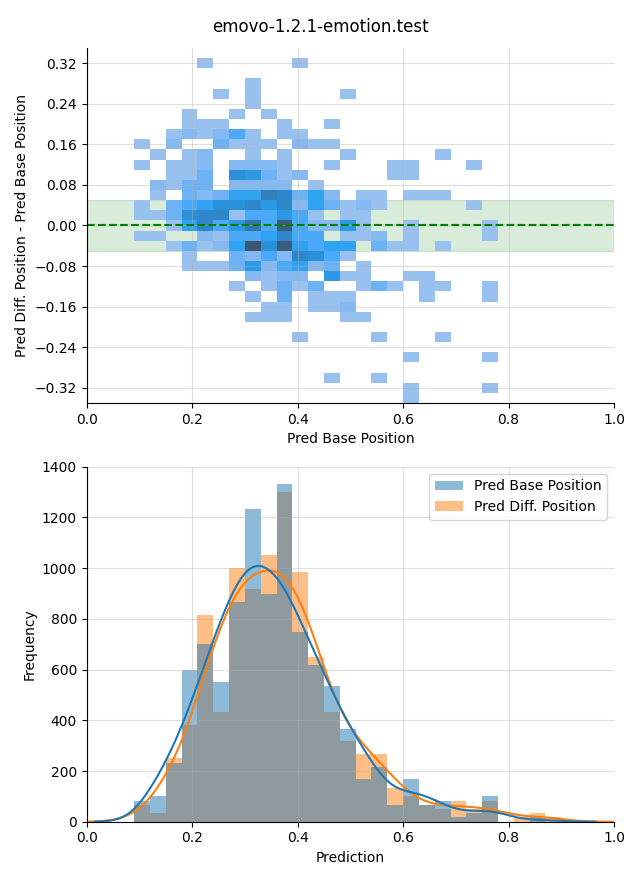 emovo-1.2.1-emotion.test
0.32
0.24
0.16
0.08
0.00
−0.08
−0.16
−0.24
−0.32
Pred Diff. Position - Pred Base Position
0.0 0.2 0.4 0.6 0.8 1.0
Pred Base Position
1400
1200
1000
800
600
400
200
0
Frequency
Pred Base Position
Pred Diff. Position
0.0 0.2 0.4 0.6 0.8 1.0
Prediction